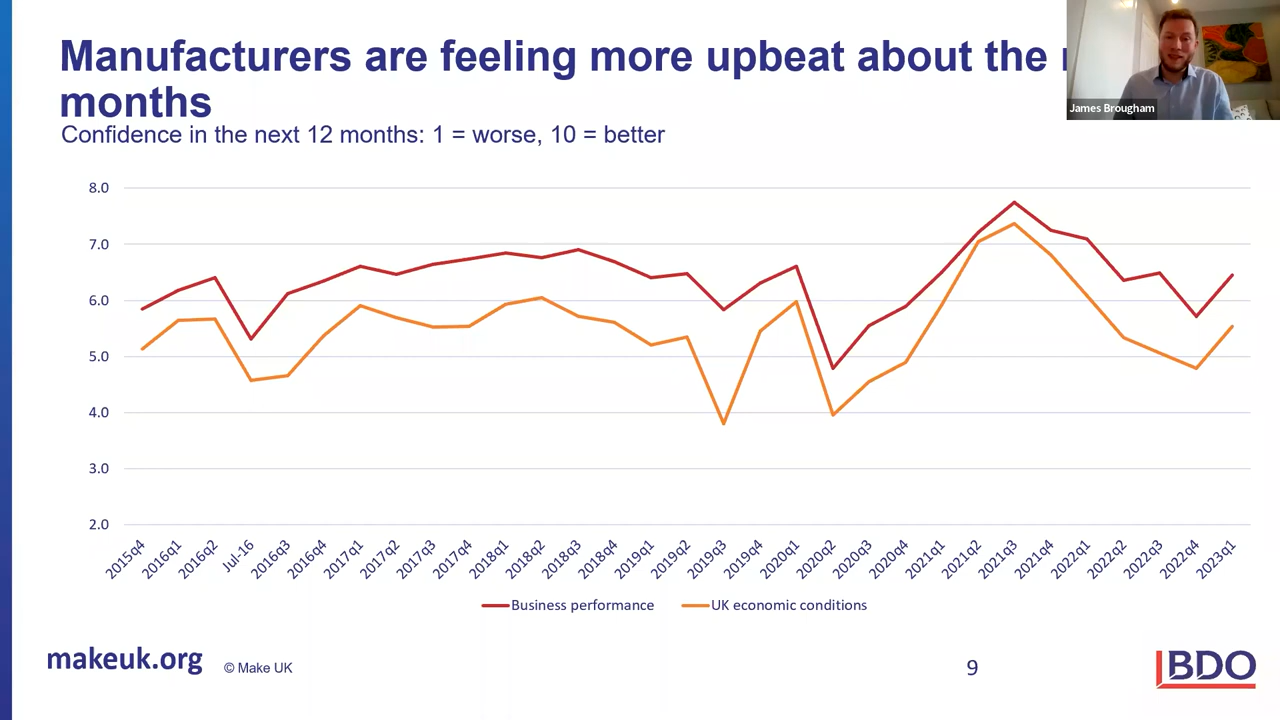 Manufacturers are feeling more upbeat about the
months
Confidence in the next 12 months: 1 = worse, 10 = better
James Brougham
8.0
7.0
6.0
5.0
4.0
3.0
2.0
2015q4 2016q1 2016q2 Jul-16 2016q3 2016q4 2017q1 2017q2 2017q3 2017q4 2018q1 2018q2 2018q3 2018q4 2019q1 2019q2 2019q3 2019q4 2020q1 2020q2 2020q3 2020q4 2021q1 2021q2 2021q3 2021q4 2022q1 2022q2 2022q3 2022q4 2023q1
Business performance UK economic conditions
makeuk.org © Make UK 9 BDO